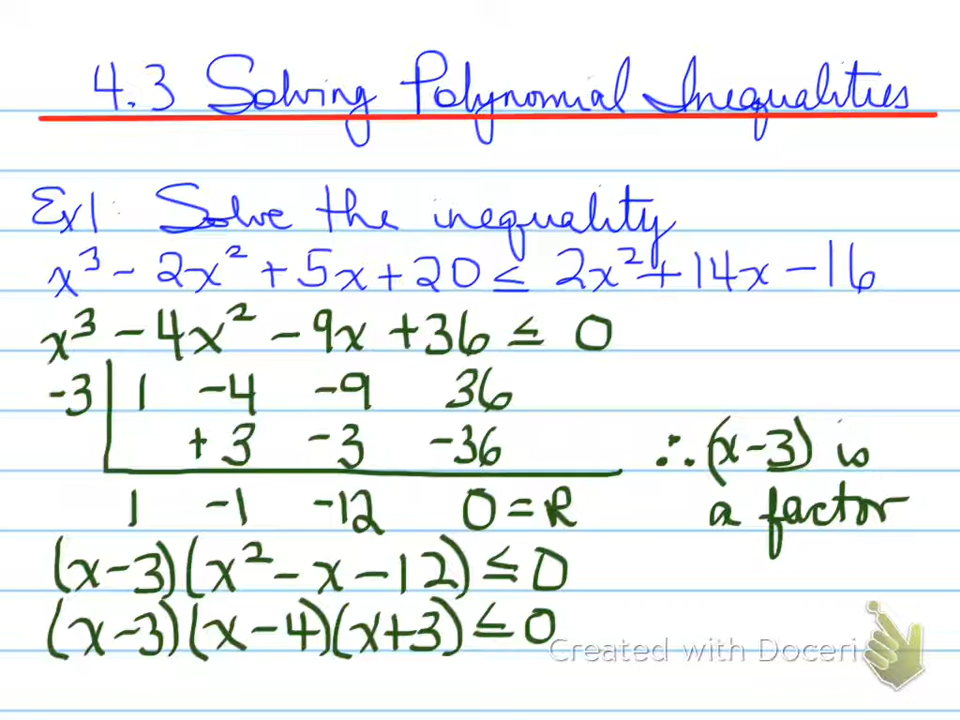 4.3 Solving Polynomial Inequalities
Ex1: Solve the inequality
x³ - 2x² + 5x + 20 ≤ 2x² + 14x - 16
x³ - 4x² - 9x + 36 ≤ 0
-3 | 1 -4 -9 36
+3 -3 -36
∴ (x-3) is
1 -1 -12 0 = R
a factor
(x-3)(x² - x - 12) ≤ 0
(x-3)(x-4)(x+3) ≤ 0
Created with Doceri